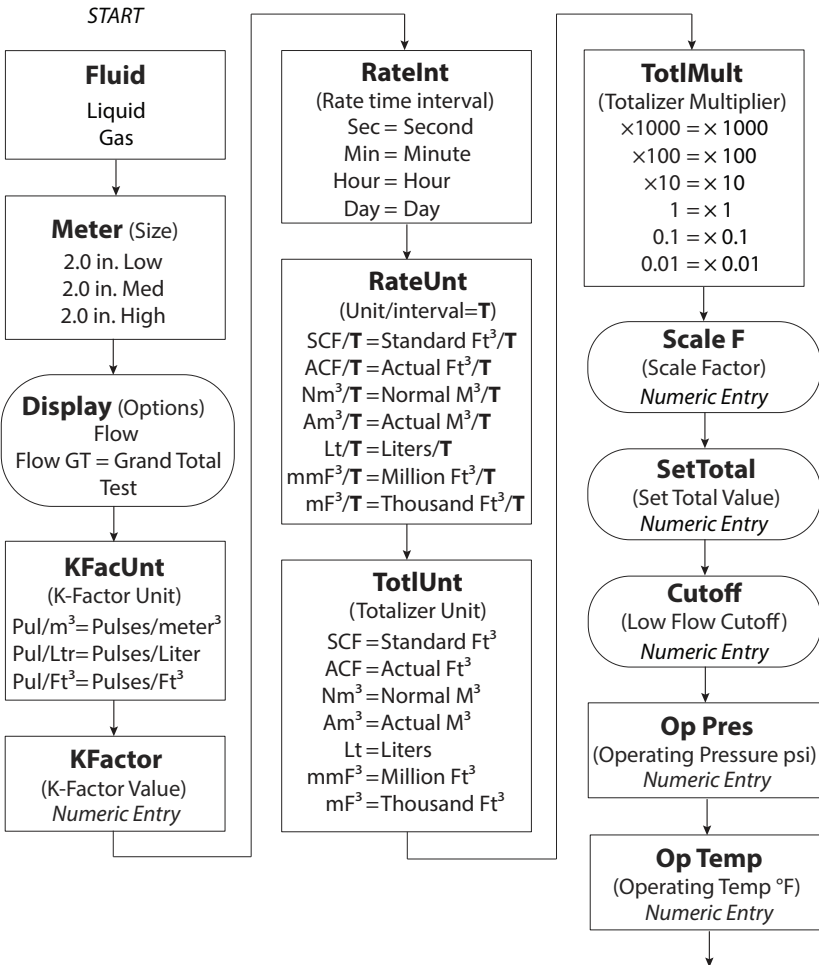 START
Fluid
Liquid
Gas
Meter (Size)
2.0 in. Low
2.0 in. Med
2.0 in. High
Display (Options)
Flow
Flow GT = Grand Total
Test
KFacUnt
(K-Factor Unit)
Pul/m³=Pulses/meter³
Pul/Ltr=Pulses/Liter
Pul/Ft³=Pulses/Ft³
KFactor
(K-Factor Value)
Numeric Entry
RateInt
(Rate time interval)
Sec = Second
Min = Minute
Hour = Hour
Day = Day
RateUnt
(Unit/interval=T)
SCF/T =Standard Ft³/T
ACF/T =Actual Ft³/T
Nm³/T =Normal M³/T
Am³/T =Actual M³/T
Lt/T =Liters/T
mmF³/T =Million Ft³/T
mF³/T =Thousand Ft³/T
TotlUnt
(Totalizer Unit)
SCF =Standard Ft³
ACF =Actual Ft³
Nm³ =Normal M³
Am³ =Actual M³
Lt =Liters
mmF³ =Million Ft³
mF³ =Thousand Ft³
TotlMult
(Totalizer Multiplier)
×1000 = × 1000
×100 = × 100
×10 = × 10
1 = × 1
0.1 = × 0.1
0.01 = × 0.01
Scale F
(Scale Factor)
Numeric Entry
SetTotal
(Set Total Value)
Numeric Entry
Cutoff
(Low Flow Cutoff)
Numeric Entry
Op Pres
(Operating Pressure psi)
Numeric Entry
Op Temp
(Operating Temp °F)
Numeric Entry